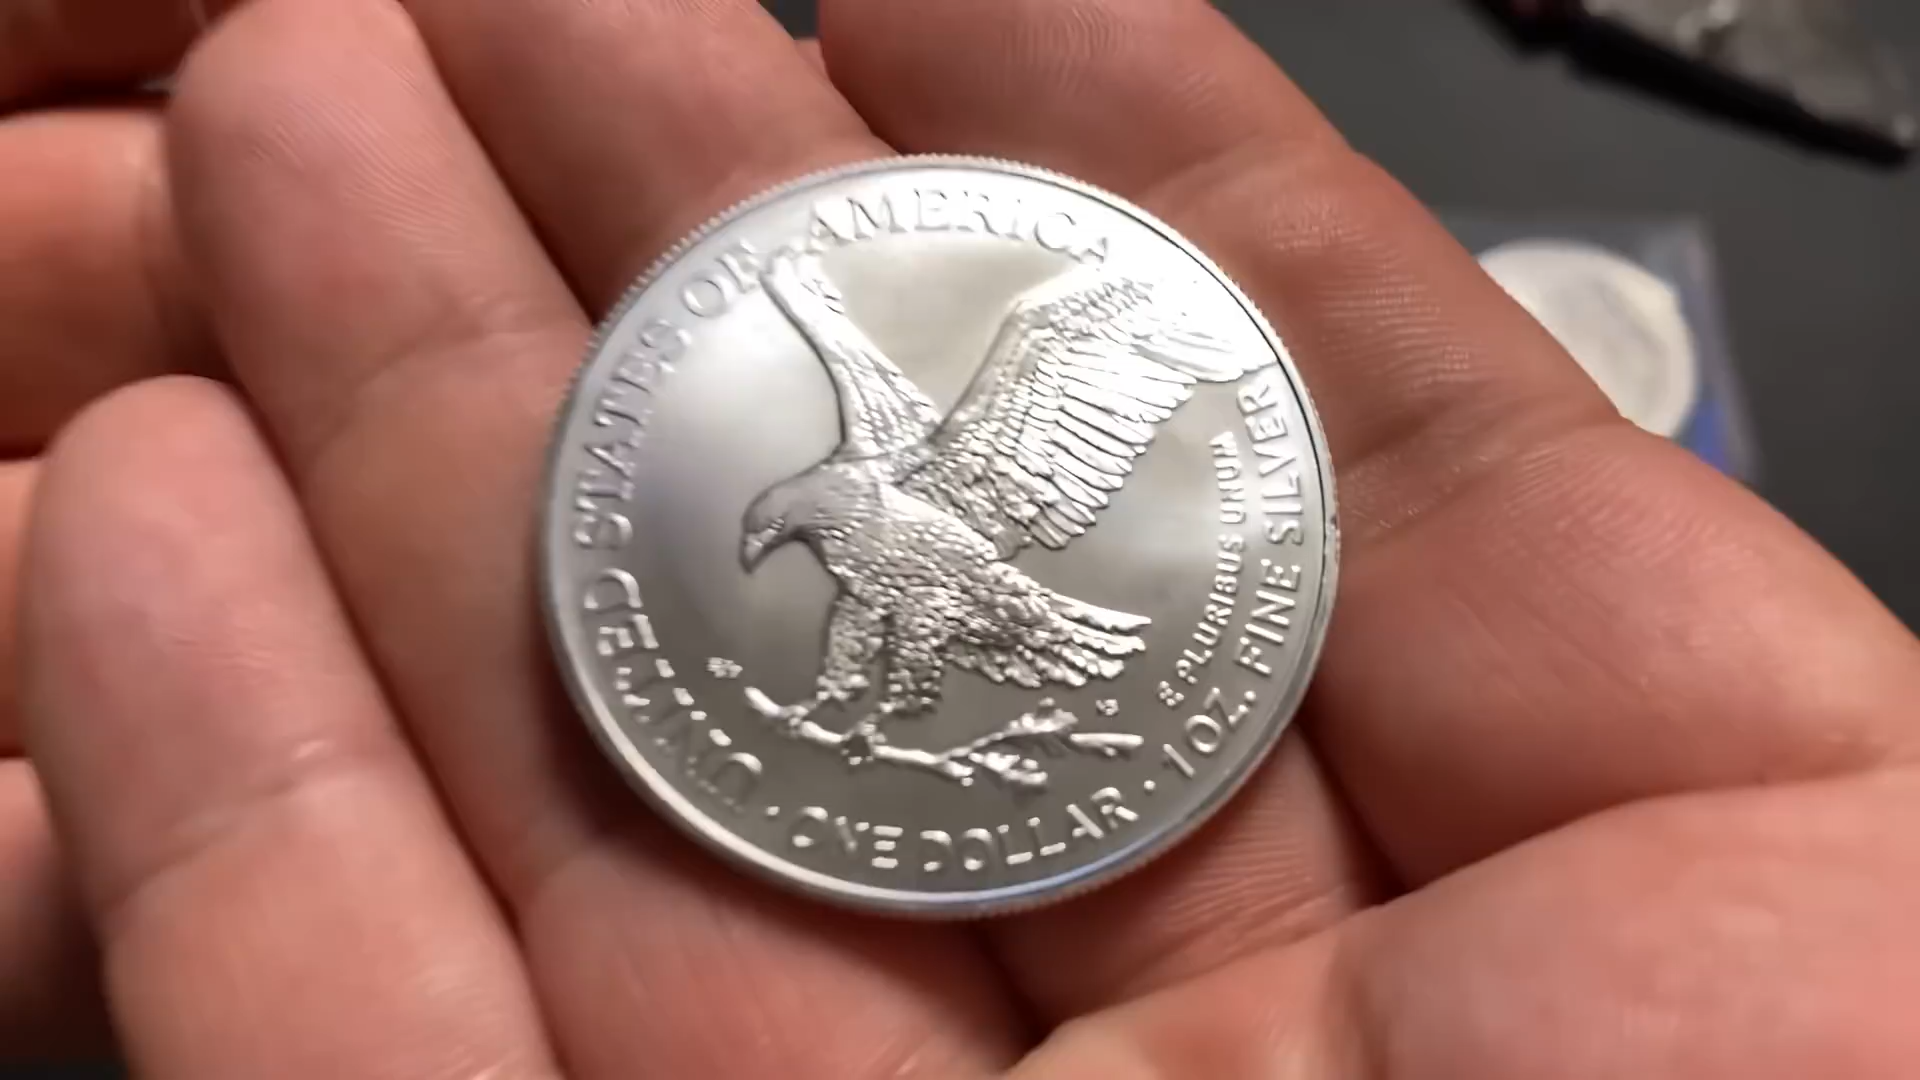 UNITED STATES OF AMERICA
E PLURIBUS UNUM
1 OZ. FINE SILVER
· ONE DOLLAR ·